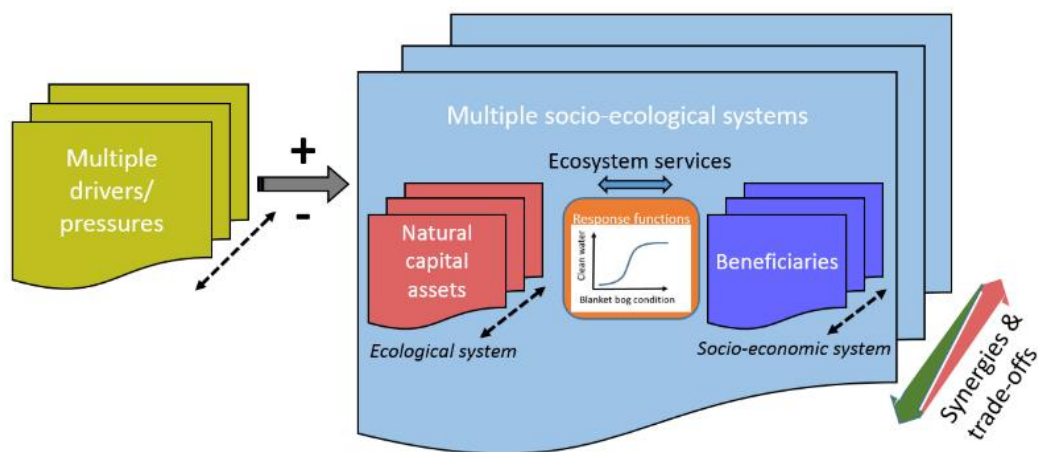 Multiple
drivers/
pressures
+
-
Multiple socio-ecological systems
Ecosystem services
Natural
capital
assets
Response functions
Clean water
Blanket bog condition
Beneficiaries
Ecological system
Socio-economic system
Synergies &
trade-offs